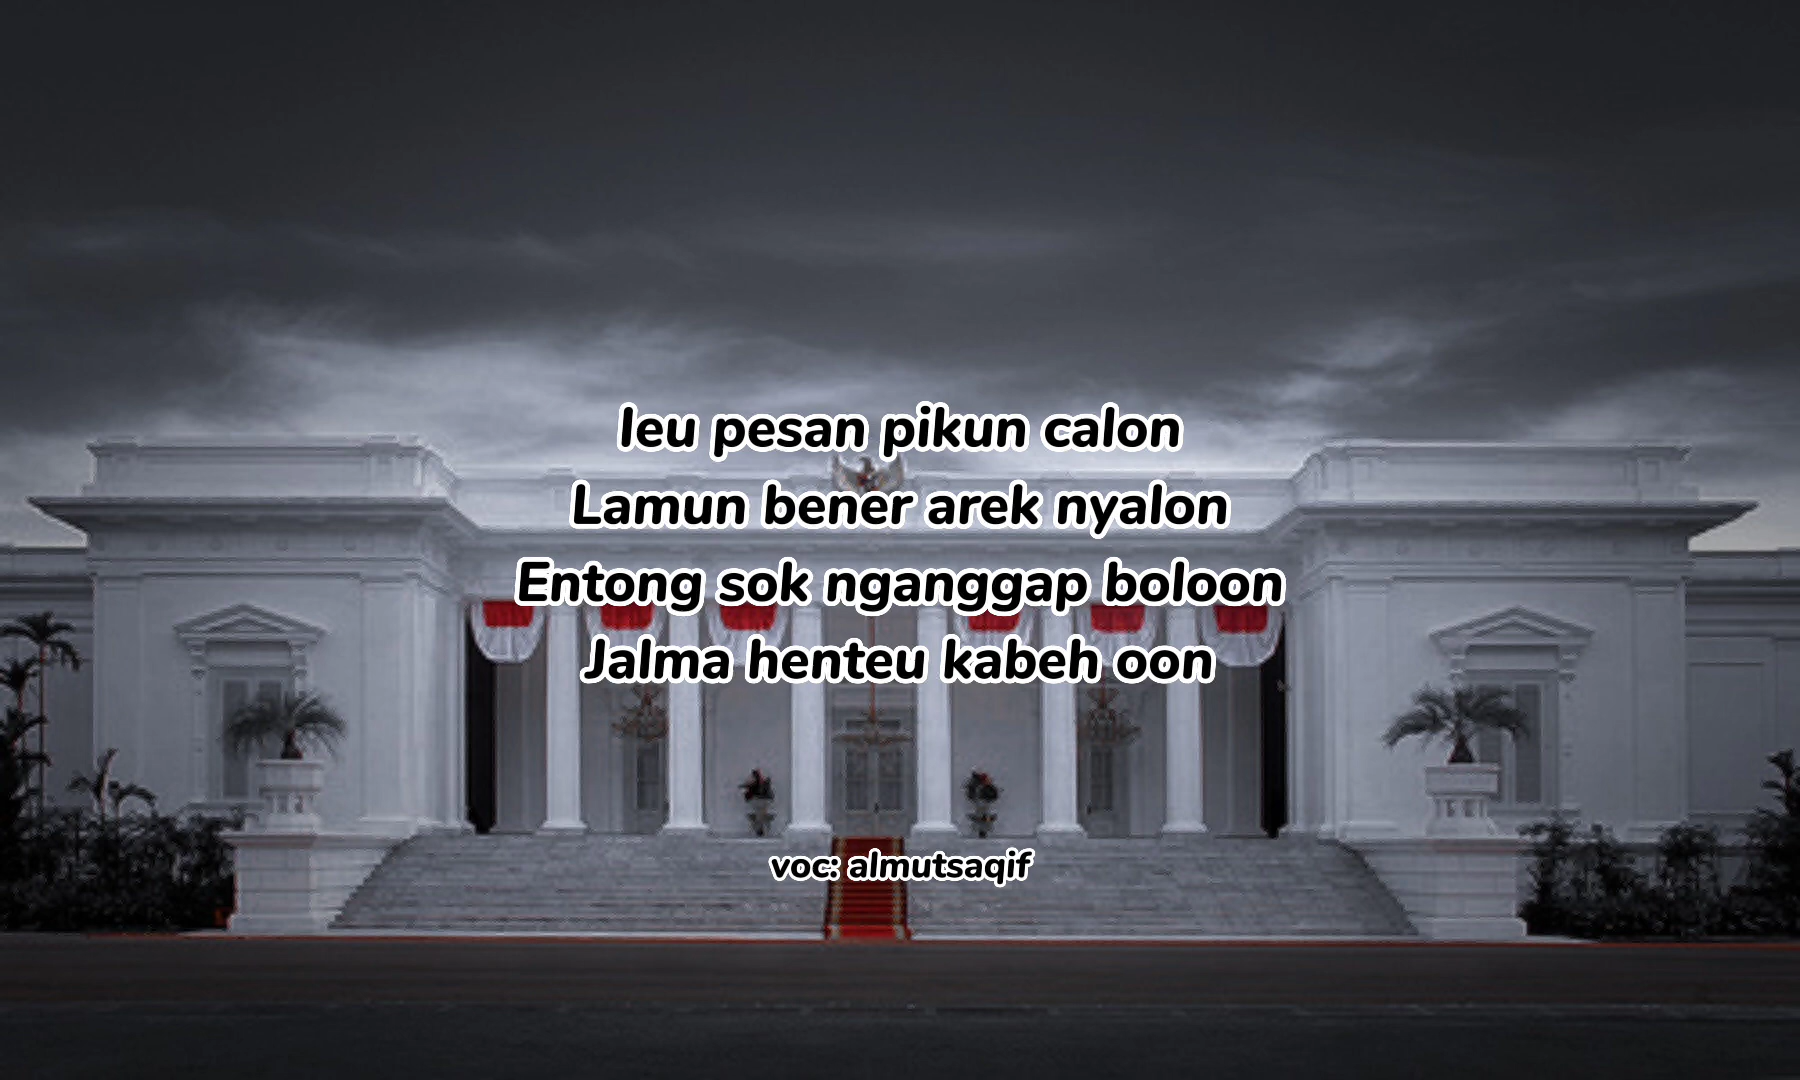 Ieu pesan pikun calon
Lamun bener arek nyalon
Entong sok nganggap boloon
Jalma henteu kabeh oon
voc: almutsaqif